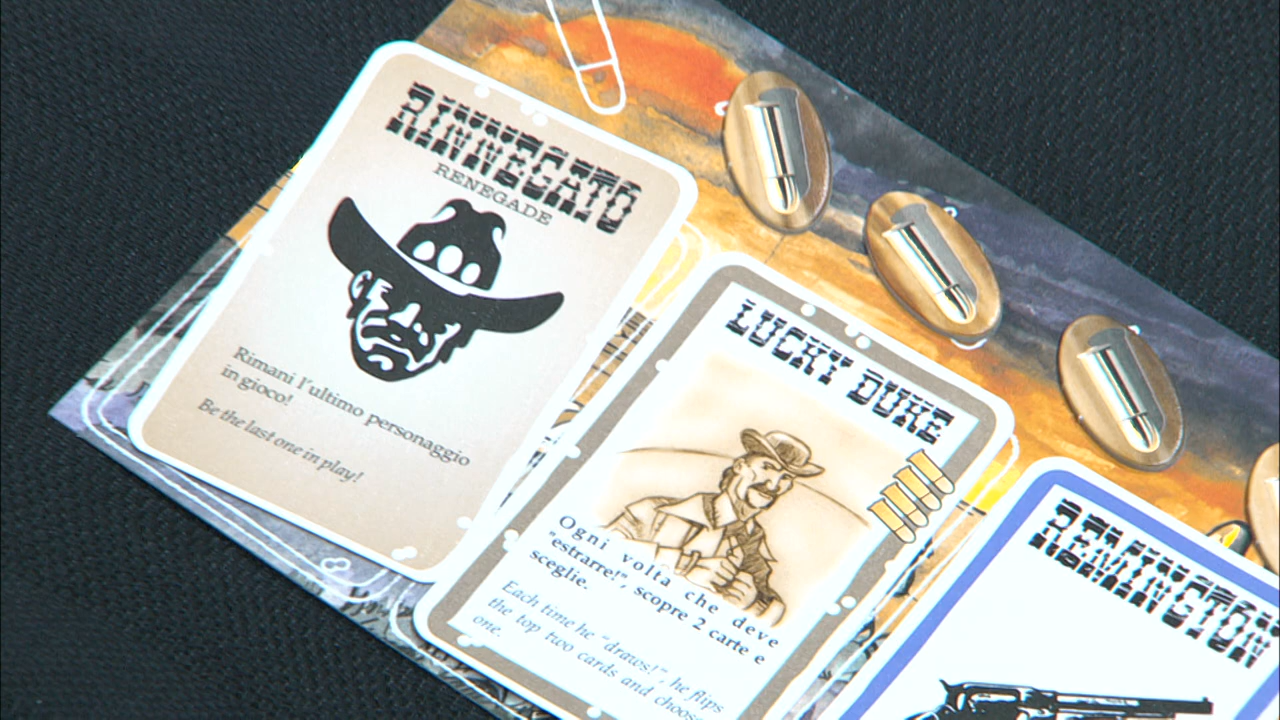 RINNEGATO
RENEGADE
Rimani l'ultimo personaggio
in gioco!
Be the last one in play!
LUCKY DUKE
Ogni volta che deve
"estrarre!", scopre 2 carte e
sceglie.
Each time he "draws!", he flips
the top two cards and choose
one.
REMINGTON